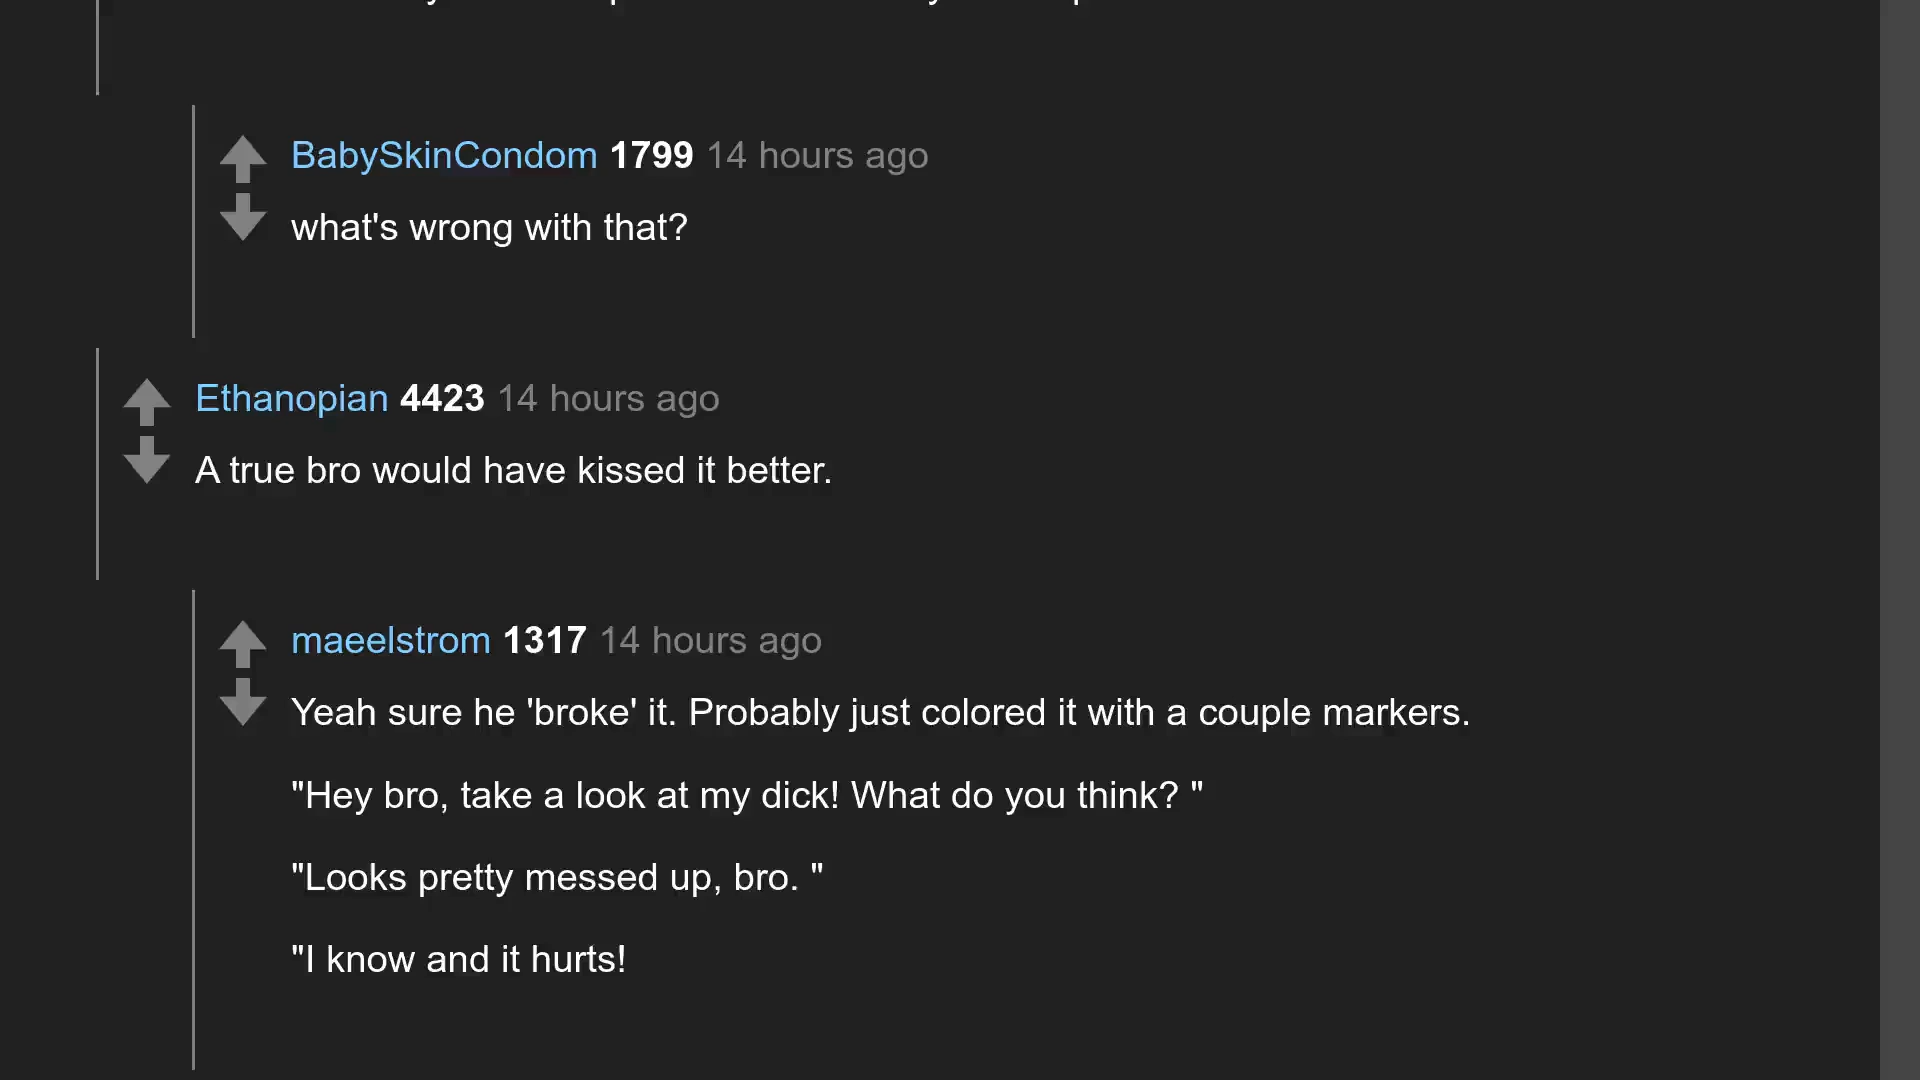 BabySkinCondom 1799 14 hours ago
what's wrong with that?
Ethanopian 4423 14 hours ago
A true bro would have kissed it better.
maeelstrom 1317 14 hours ago
Yeah sure he 'broke' it. Probably just colored it with a couple markers.
"Hey bro, take a look at my dick! What do you think? "
"Looks pretty messed up, bro. "
"I know and it hurts!